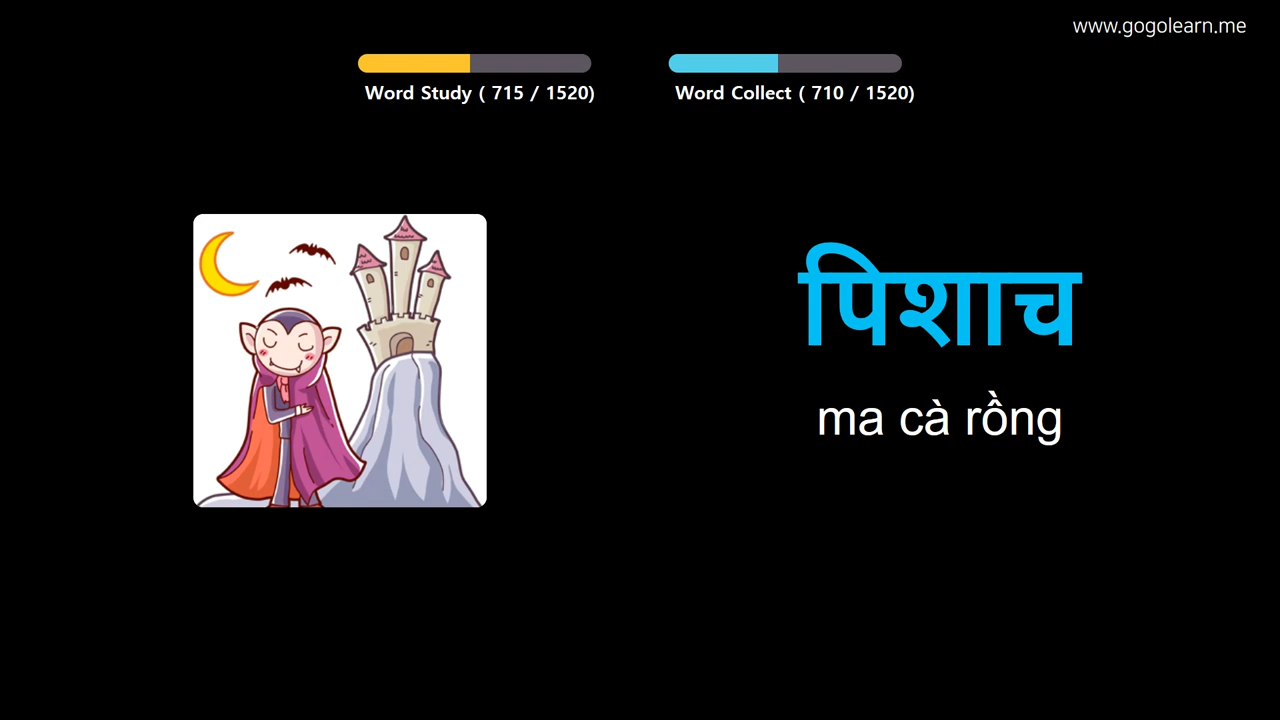 www.gogolearn.me
Word Study ( 715 / 1520)
Word Collect ( 710 / 1520)
पिशाच
ma cà rồng